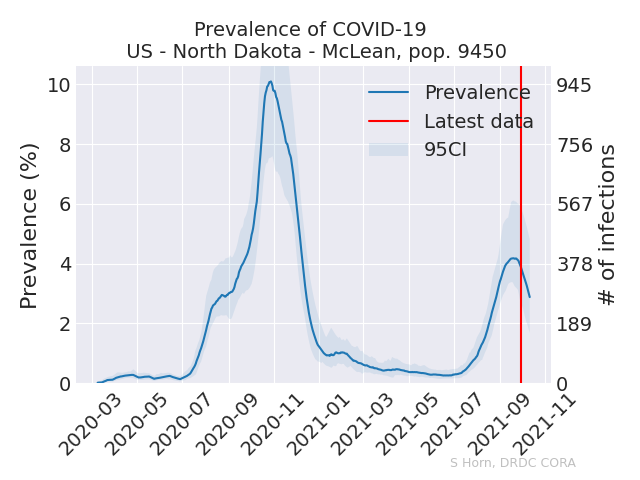 Prevalence of COVID-19
US - North Dakota - McLean, pop. 9450
Prevalence (%)
10
8
6
4
2
0
Prevalence
Latest data
95CI
945
756
567
378
189
0
# of infections
2020-03
2020-05
2020-07
2020-09
2020-11
2021-01
2021-03
2021-05
2021-07
2021-09
2021-11
S Horn, DRDC CORA